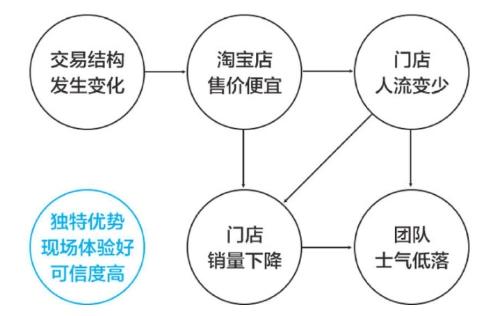 交易结构
发生变化
淘宝店
售价便宜
门店
人流变少
独特优势
现场体验好
可信度高
门店
销量下降
团队
士气低落